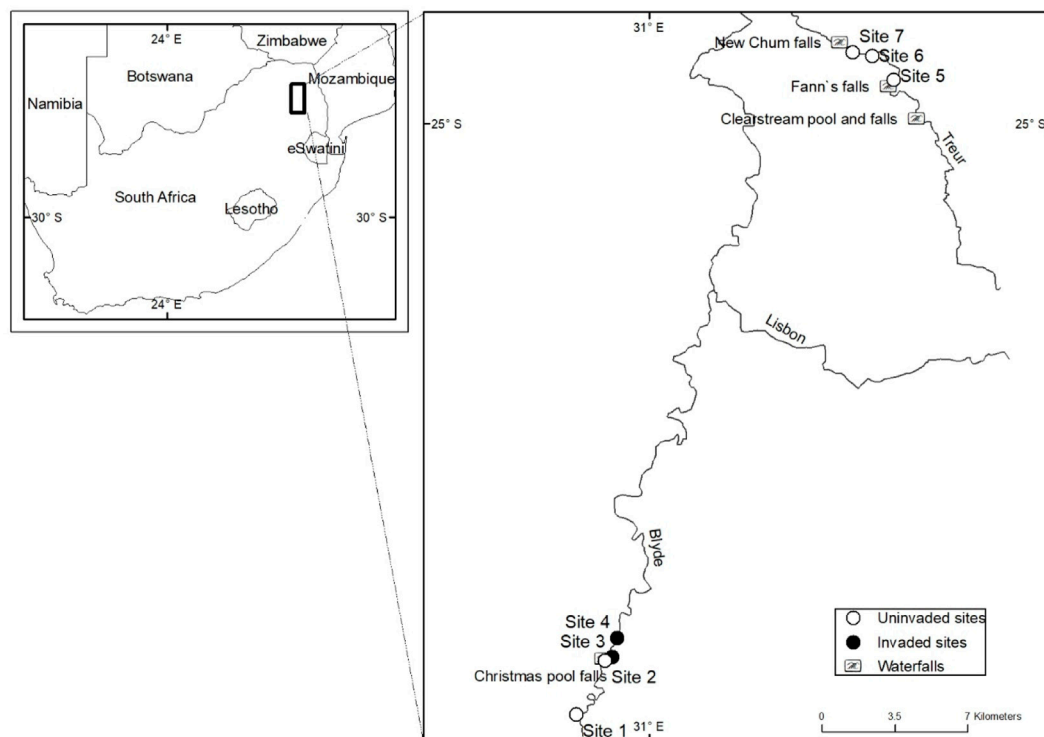 24° E
Zimbabwe
Botswana
Mozambique
Namibia
eSwatini
South Africa
Lesotho
30° S
30° S
24° E
31° E
New Chum falls
Site 7
Site 6
Site 5
Fann`s falls
Clearstream pool and falls
25° S
25° S
Treur
Lisbon
Blyde
Site 4
Site 3
Christmas pool falls
Site 2
Site 1
31° E
Uninvaded sites
Invaded sites
Waterfalls
0 3.5 7 Kilometers